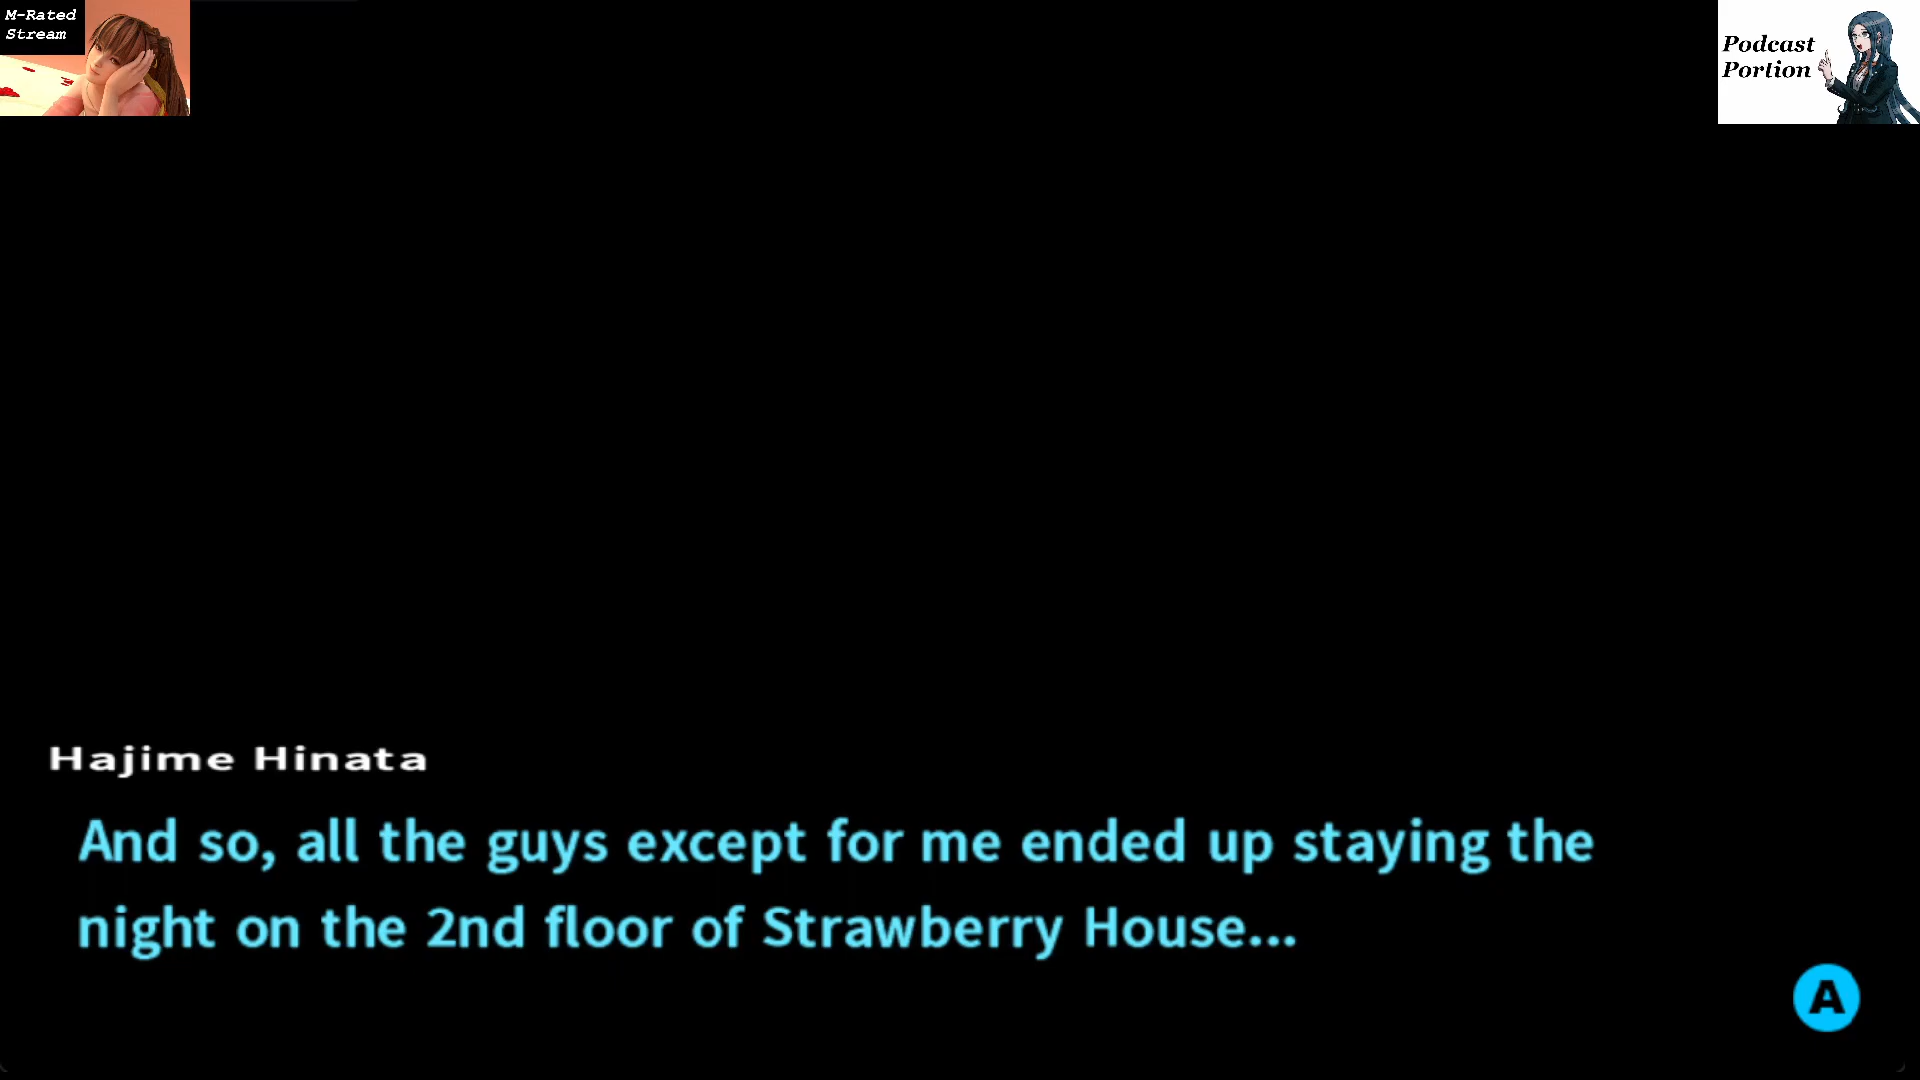 M-Rated
Stream
Podcast
Portion
Hajime Hinata
And so, all the guys except for me ended up staying the
night on the 2nd floor of Strawberry House...
A